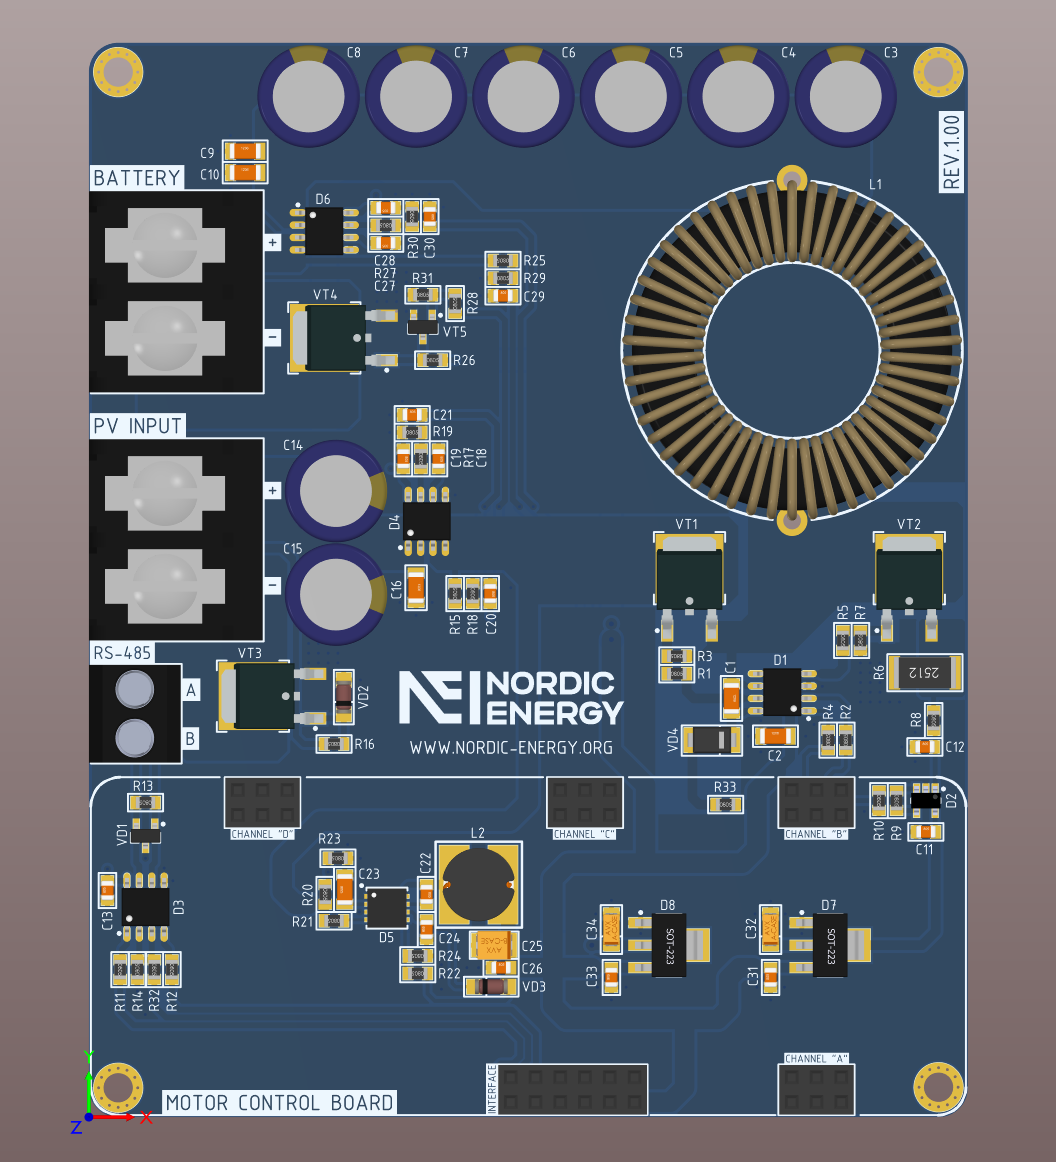 C8
C7
C6
C5
C4
C3
REV.1.00
C9
C10
BATTERY
L1
D6
+
R30
C30
C28
R27
C27
R25
R29
C29
R31
R28
VT4
VT5
−
R26
PV INPUT
C21
R19
C14
C19
R17
C18
+
D4
VT1
VT2
C15
C16
−
R15
R18
C20
R5
R7
RS-485
VT3
R3
R1
C1
D1
R6
2512
A
VD2
NORDIC
ENERGY
R8
B
R16
WWW.NORDIC-ENERGY.ORG
VD4
C2
R4
R2
C12
R13
R33
R10
R9
D2
VD1
CHANNEL "D"
CHANNEL "C"
CHANNEL "B"
C11
R23
L2
C22
C23
C13
D3
R20
R21
D5
C24
C25
AVX
B-CASE
R24
C26
R22
VD3
C34
D8
SOT-223
C33
C32
D7
SOT-223
C31
R11
R14
R32
R12
Y
CHANNEL "A"
INTERFACE
MOTOR CONTROL BOARD
X
Z